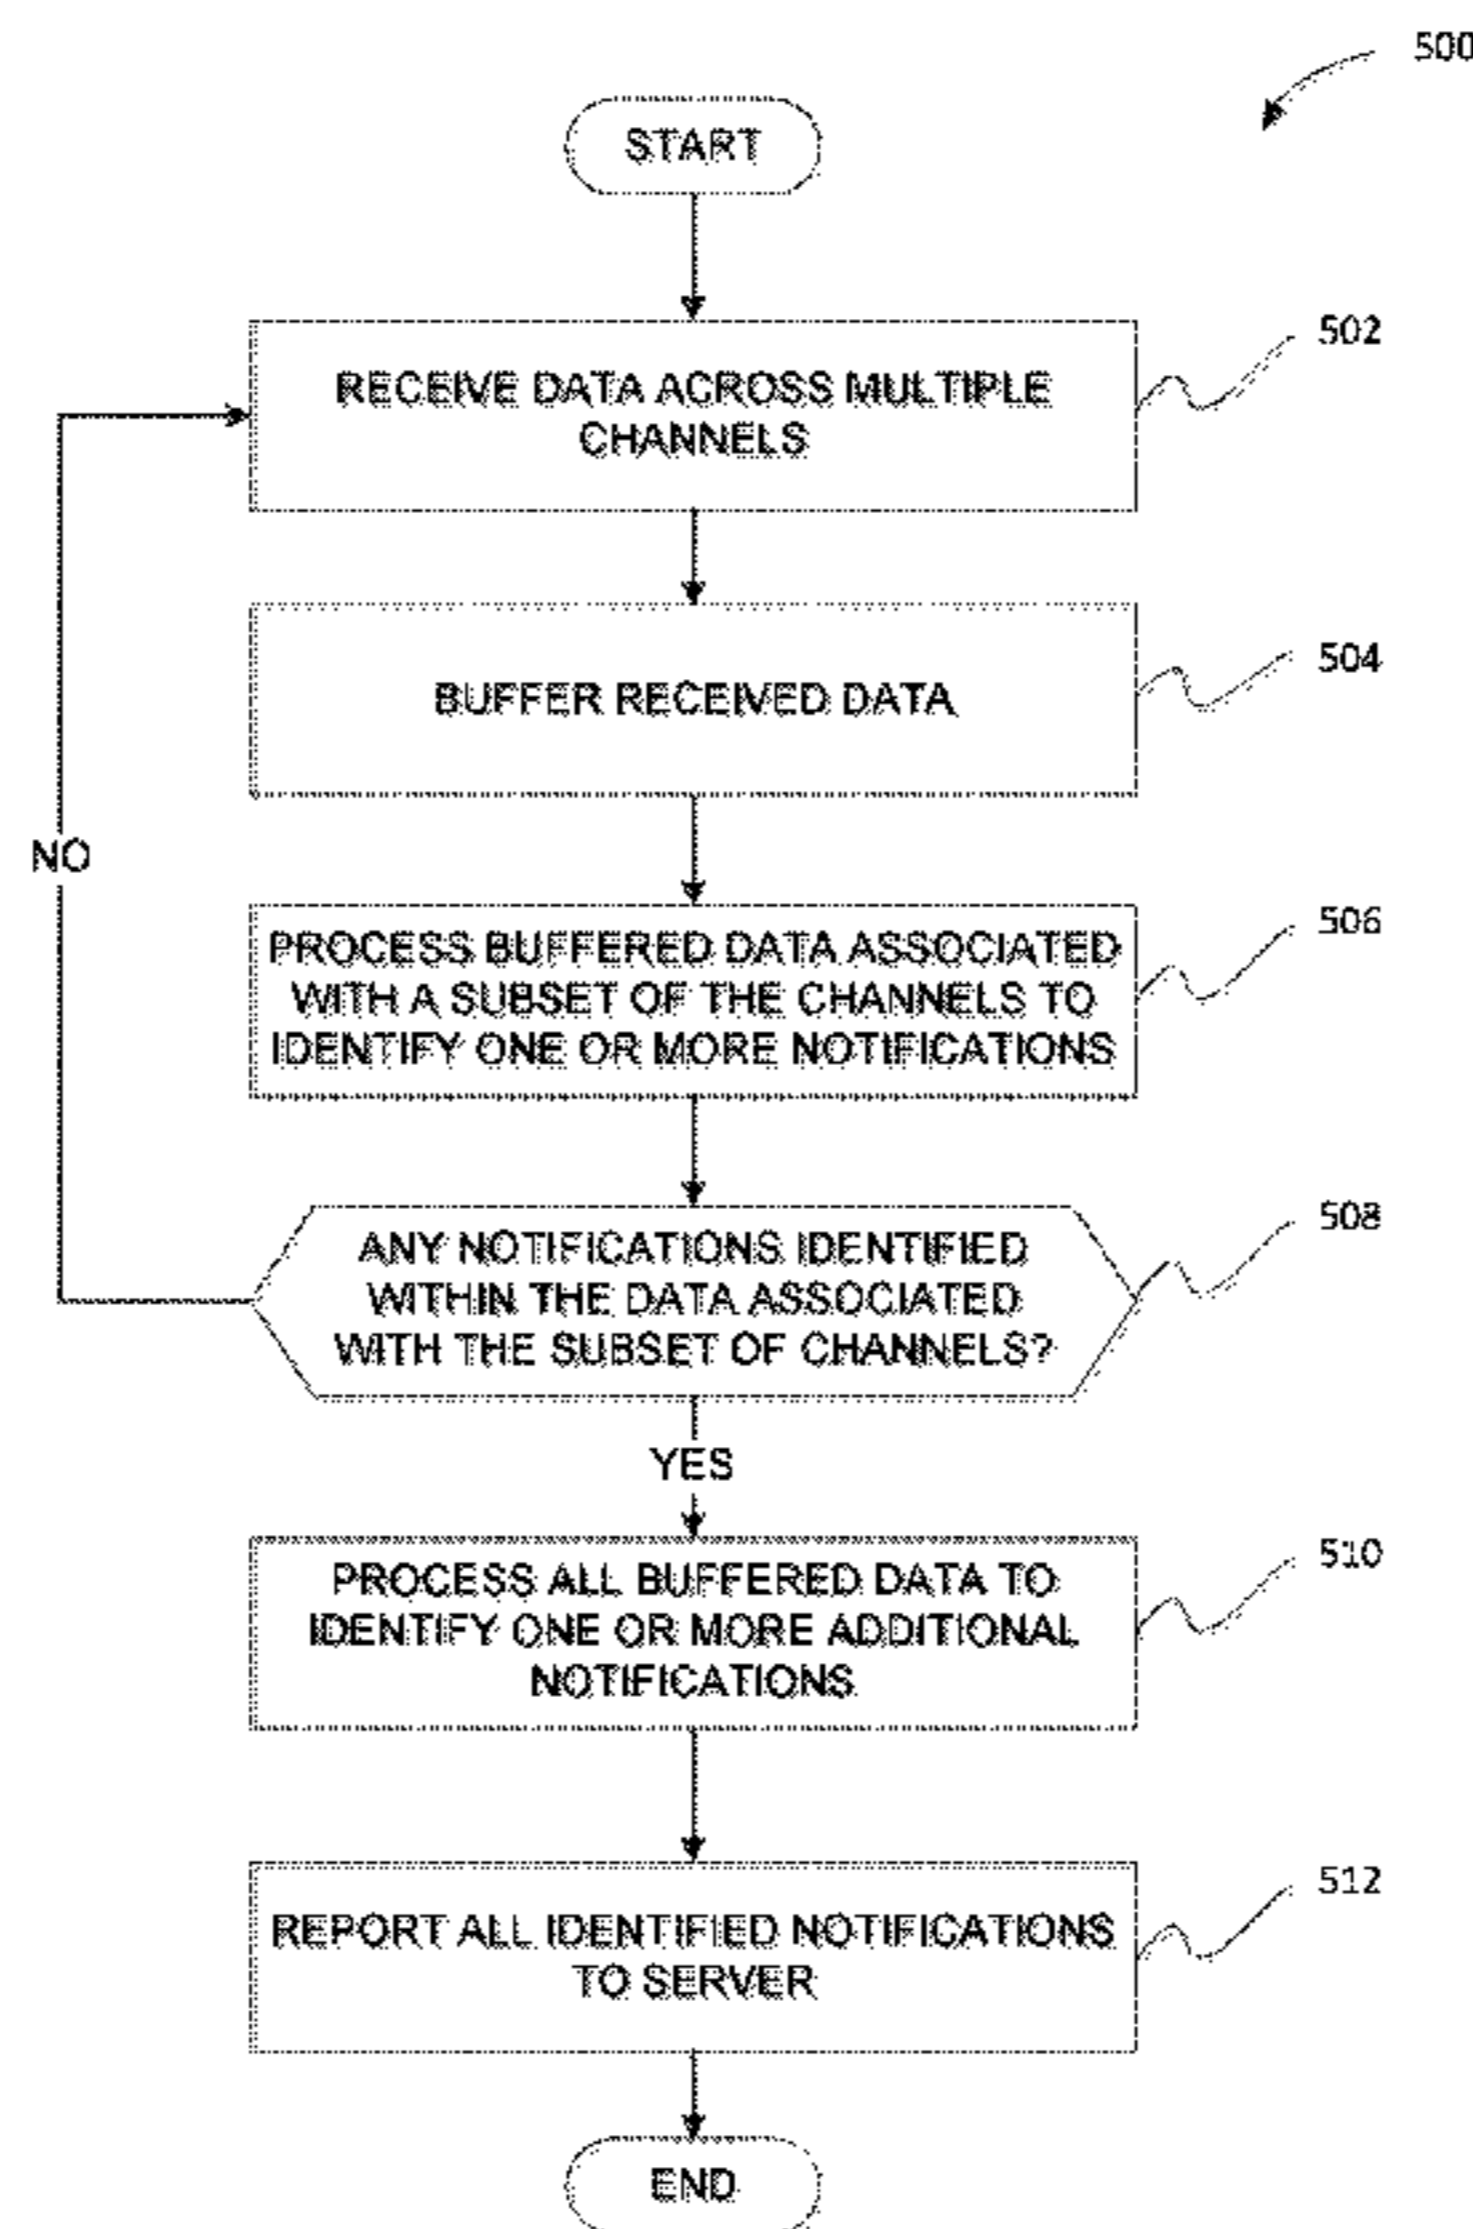 500
START
RECEIVE DATA ACROSS MULTIPLE
CHANNELS
502
BUFFER RECEIVED DATA
504
NO
PROCESS BUFFERED DATA ASSOCIATED
WITH A SUBSET OF THE CHANNELS TO
IDENTIFY ONE OR MORE NOTIFICATIONS
506
ANY NOTIFICATIONS IDENTIFIED
WITHIN THE DATA ASSOCIATED
WITH THE SUBSET OF CHANNELS?
508
YES
PROCESS ALL BUFFERED DATA TO
IDENTIFY ONE OR MORE ADDITIONAL
NOTIFICATIONS
510
REPORT ALL IDENTIFIED NOTIFICATIONS
TO SERVER
512
END